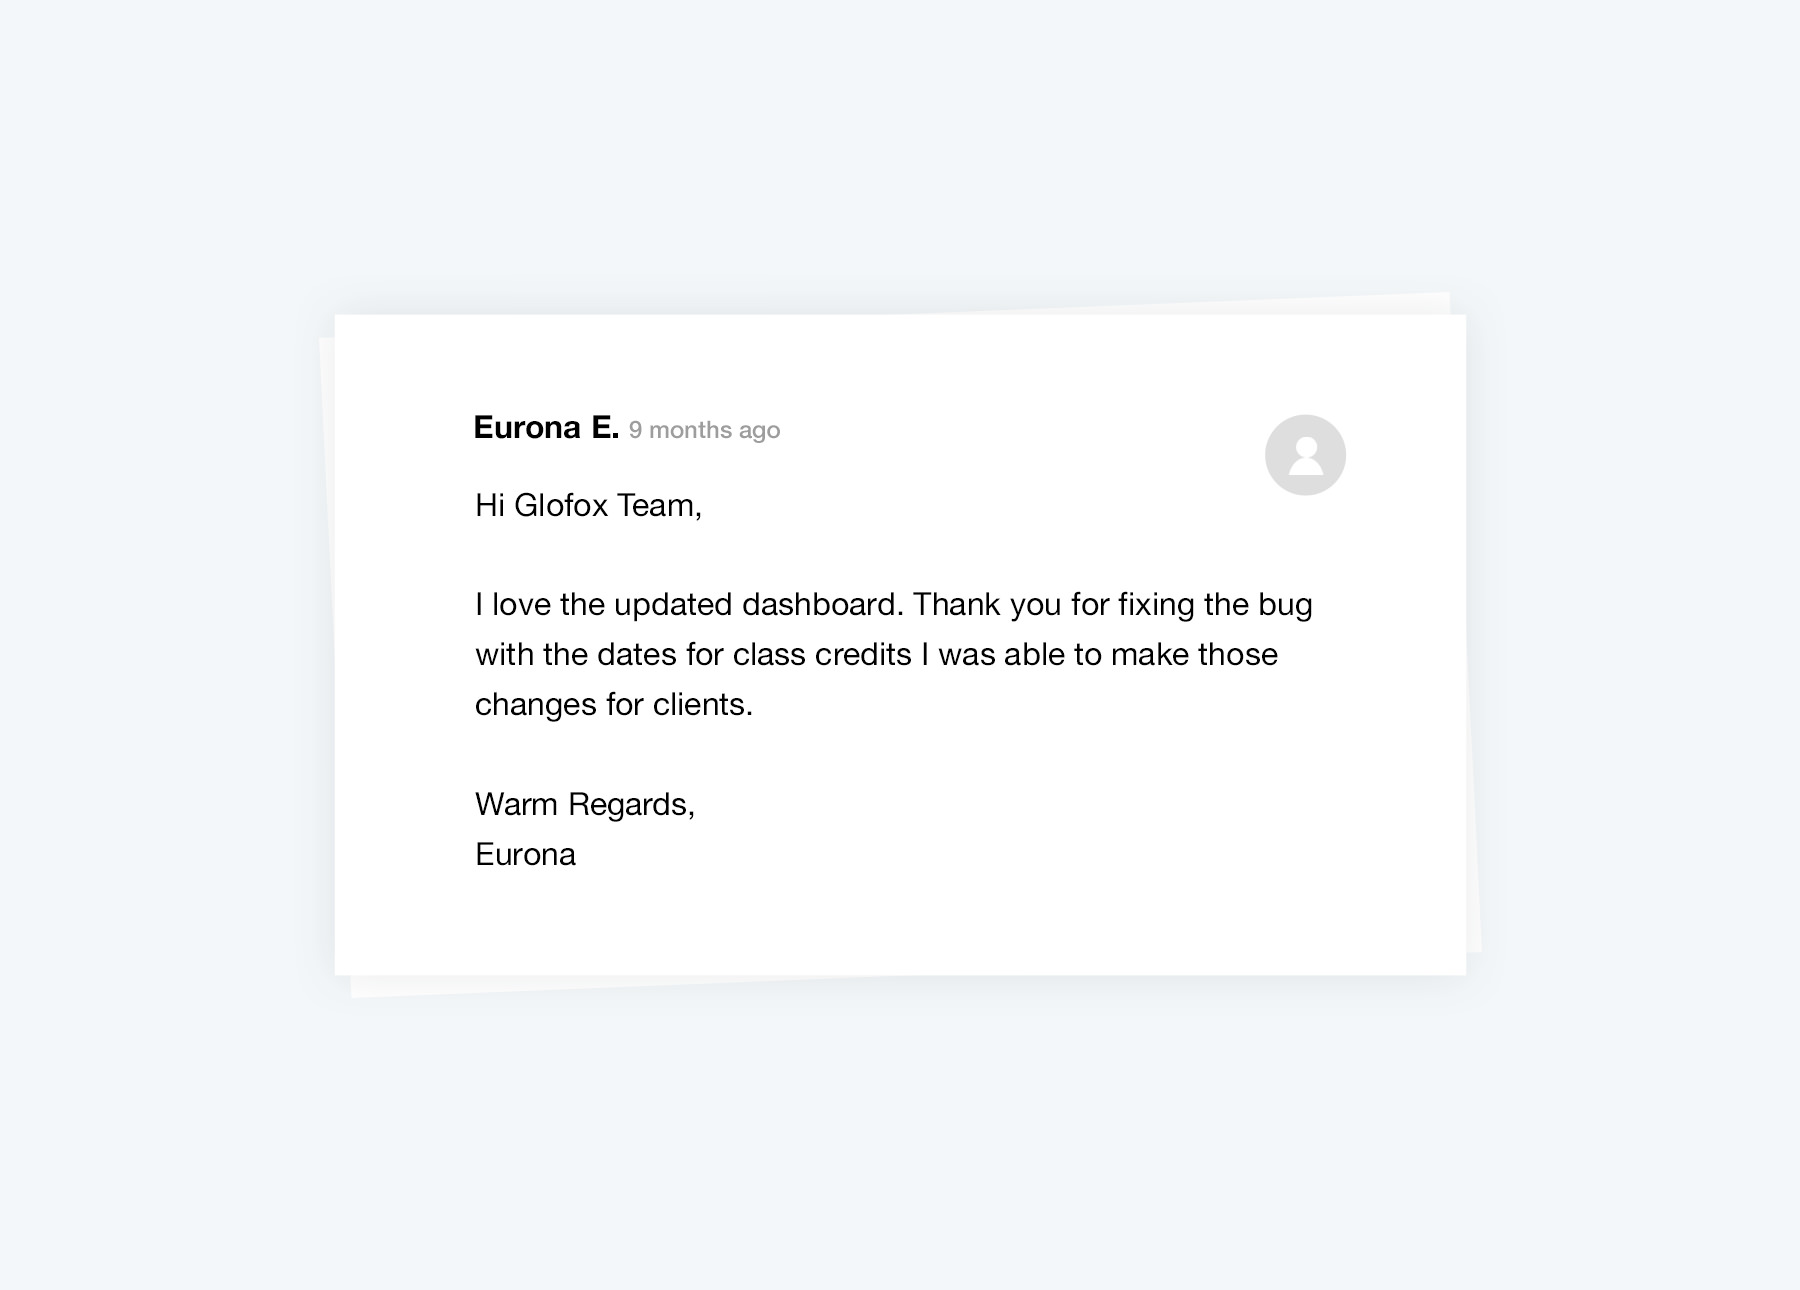 Eurona E. 9 months ago
Hi Glofox Team,
I love the updated dashboard. Thank you for fixing the bug
with the dates for class credits I was able to make those
changes for clients.
Warm Regards,
Eurona